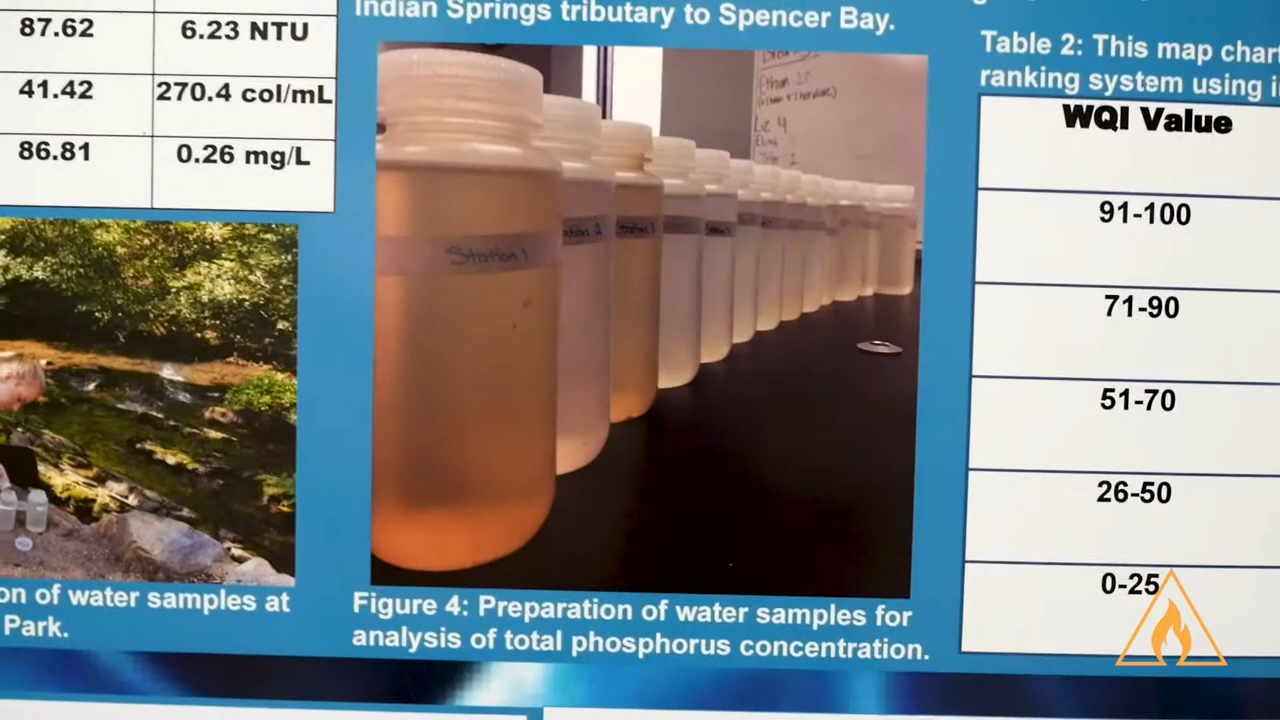 87.62 6.23 NTU
41.42 270.4 col/mL
86.81 0.26 mg/L
on of water samples at
Park.
Indian Springs tributary to Spencer Bay.
Station 1
Figure 4: Preparation of water samples for
analysis of total phosphorus concentration.
Table 2: This map chart
ranking system using i
WQI Value
91-100
71-90
51-70
26-50
0-25